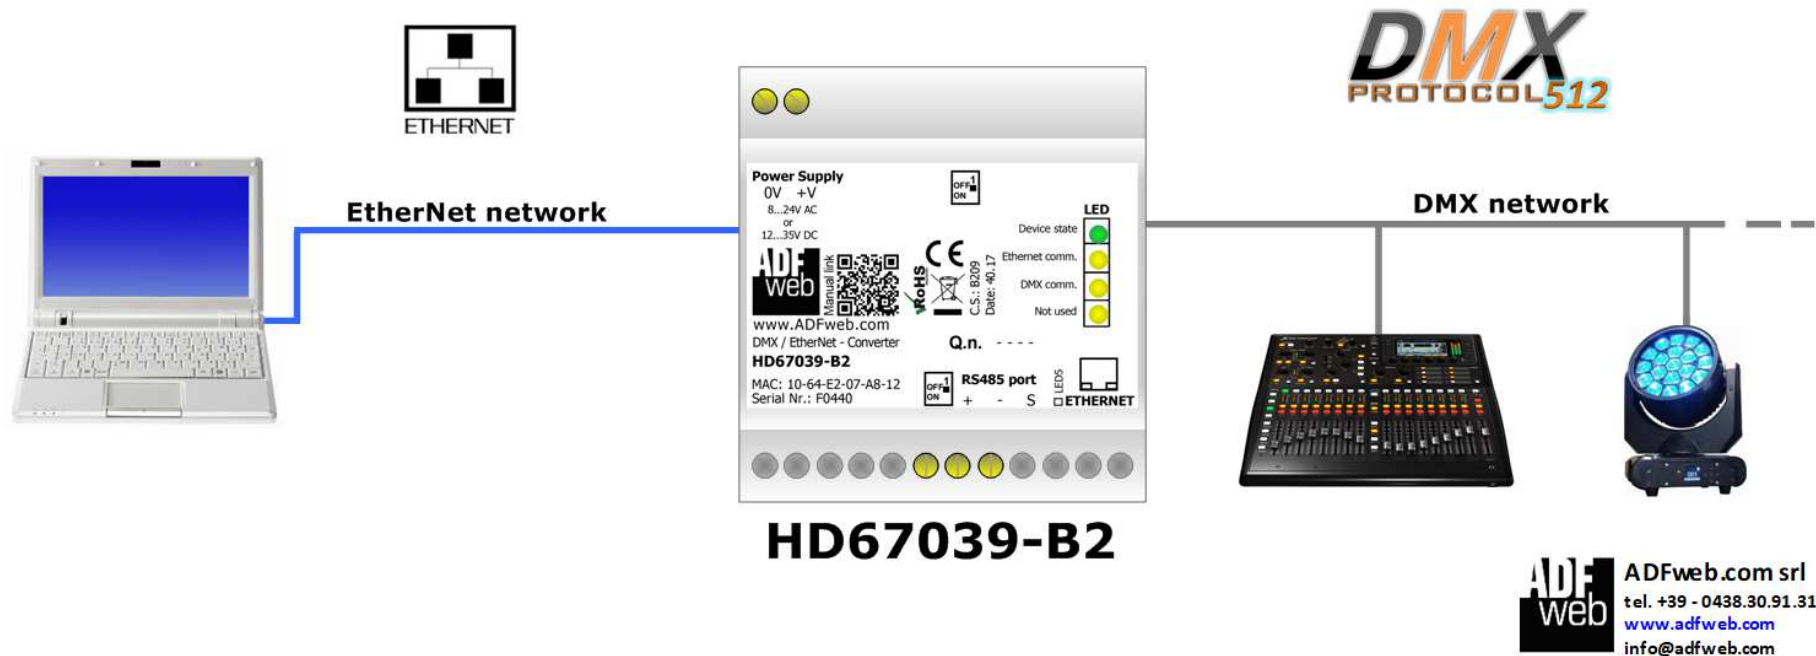 ETHERNET
DMX
PROTOCOL512
EtherNet network
DMX network
Power Supply
0V +V
8...24V AC
or
12...35V DC
OFF 1
ON
LED
Device state
Ethernet comm.
DMX comm.
Not used
ADF
web
Manual link
RoHS
CE
C.S.: B209
Date: 40.17
www.ADFweb.com
DMX / EtherNet - Converter
HD67039-B2
MAC: 10-64-E2-07-A8-12
Serial Nr.: F0440
Q.n. - - - -
OFF 1
ON
RS485 port
+ - S
LEDS
ETHERNET
HD67039-B2
ADF
web
ADFweb.com srl
tel. +39 - 0438.30.91.31
www.adfweb.com
info@adfweb.com